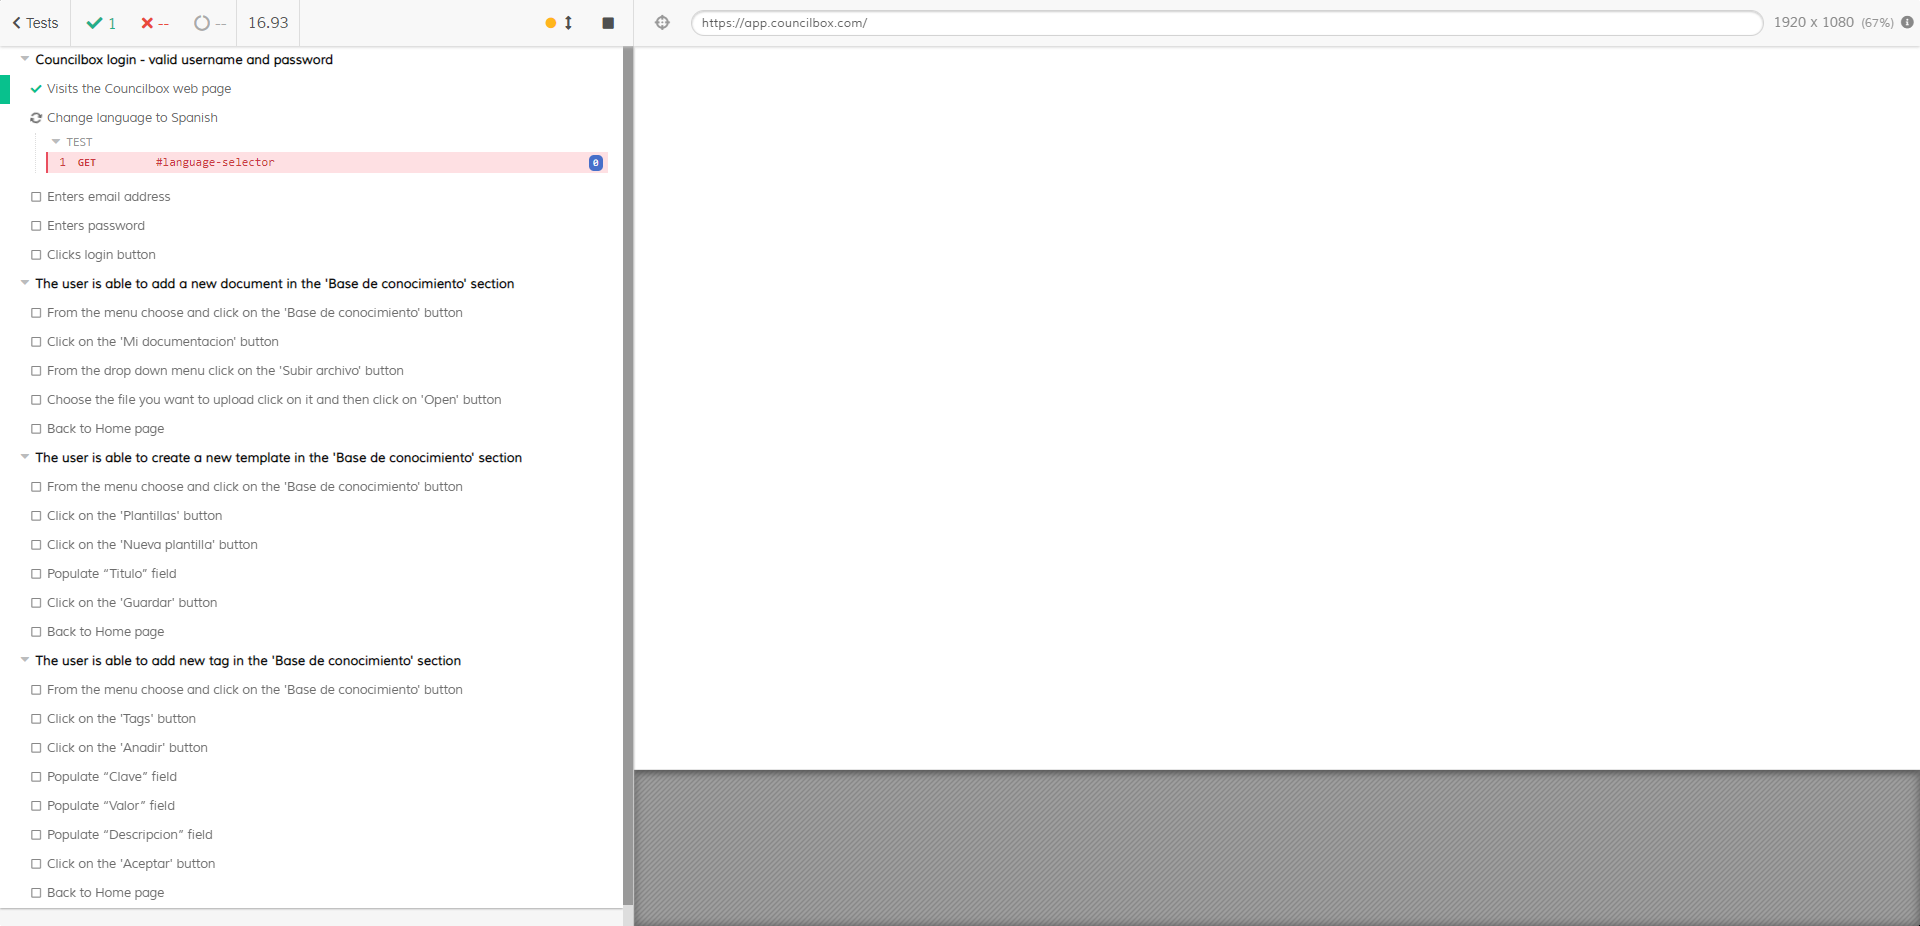 Tests 1 -- -- 16.93 https://app.councilbox.com/ 1920 x 1080 (67%)
Councilbox login - valid username and password
Visits the Councilbox web page
Change language to Spanish
TEST
1 GET #language-selector 0
Enters email address
Enters password
Clicks login button
The user is able to add a new document in the 'Base de conocimiento' section
From the menu choose and click on the 'Base de conocimiento' button
Click on the 'Mi documentacion' button
From the drop down menu click on the 'Subir archivo' button
Choose the file you want to upload click on it and then click on 'Open' button
Back to Home page
The user is able to create a new template in the 'Base de conocimiento' section
From the menu choose and click on the 'Base de conocimiento' button
Click on the 'Plantillas' button
Click on the 'Nueva plantilla' button
Populate “Titulo” field
Click on the 'Guardar' button
Back to Home page
The user is able to add new tag in the 'Base de conocimiento' section
From the menu choose and click on the 'Base de conocimiento' button
Click on the 'Tags' button
Click on the 'Anadir' button
Populate “Clave” field
Populate “Valor” field
Populate “Descripcion” field
Click on the 'Aceptar' button
Back to Home page